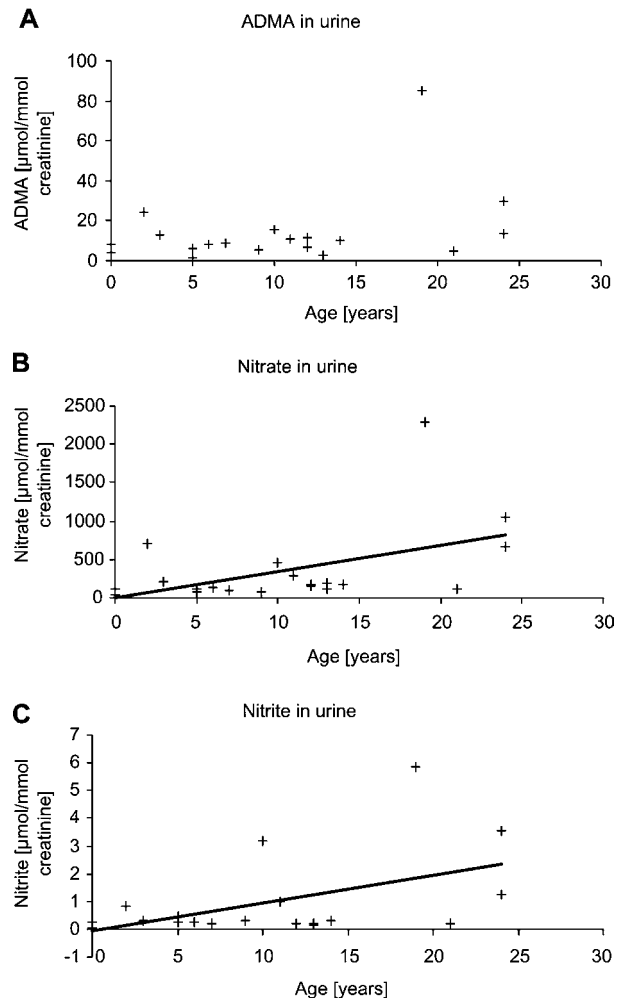 A
ADMA in urine
ADMA [µmol/mmol
creatinine]
100
80
60
40
20
0
0
5
10
15
20
25
30
Age [years]
B
Nitrate in urine
Nitrate [µmol/mmol
creatinine]
2500
2000
1500
1000
500
0
0
5
10
15
20
25
30
Age [years]
C
Nitrite in urine
Nitrite [µmol/mmol
creatinine]
7
6
5
4
3
2
1
0
-1
0
5
10
15
20
25
30
Age [years]